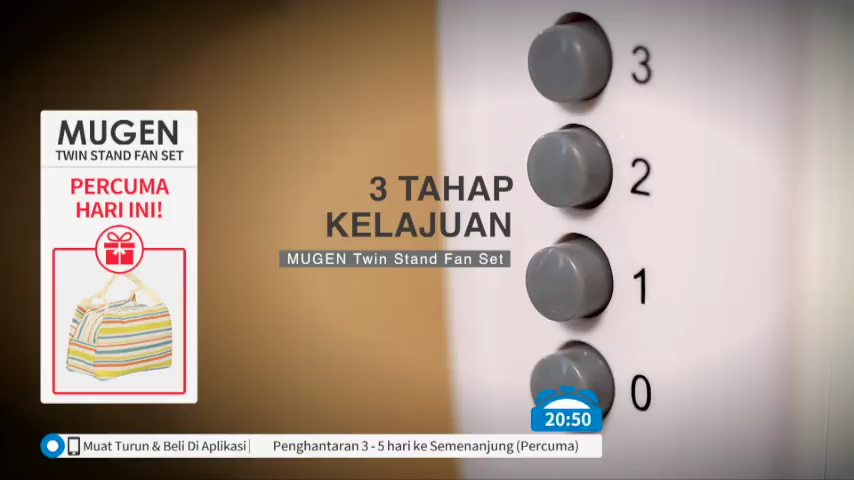 MUGEN
TWIN STAND FAN SET
PERCUMA
HARI INI!
3 TAHAP
KELAJUAN
MUGEN Twin Stand Fan Set
3
2
1
0
20:50
Muat Turun & Beli Di Aplikasi
Penghantaran 3 - 5 hari ke Semenanjung (Percuma)